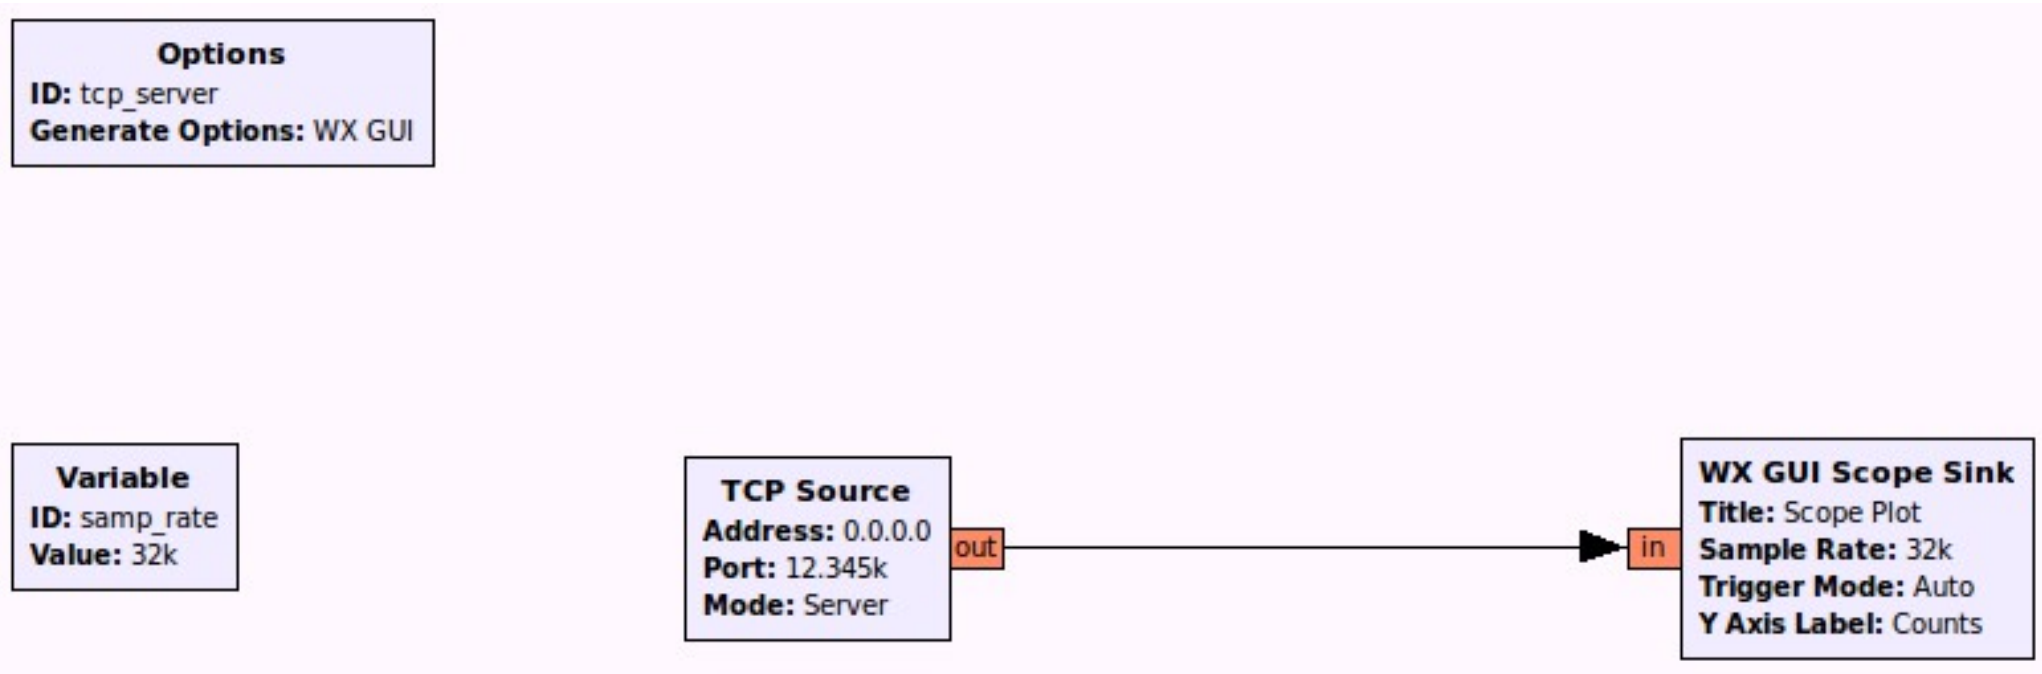 Options
ID: tcp_server
Generate Options: WX GUI
Variable
ID: samp_rate
Value: 32k
TCP Source
Address: 0.0.0.0
Port: 12.345k
Mode: Server
out
in
WX GUI Scope Sink
Title: Scope Plot
Sample Rate: 32k
Trigger Mode: Auto
Y Axis Label: Counts